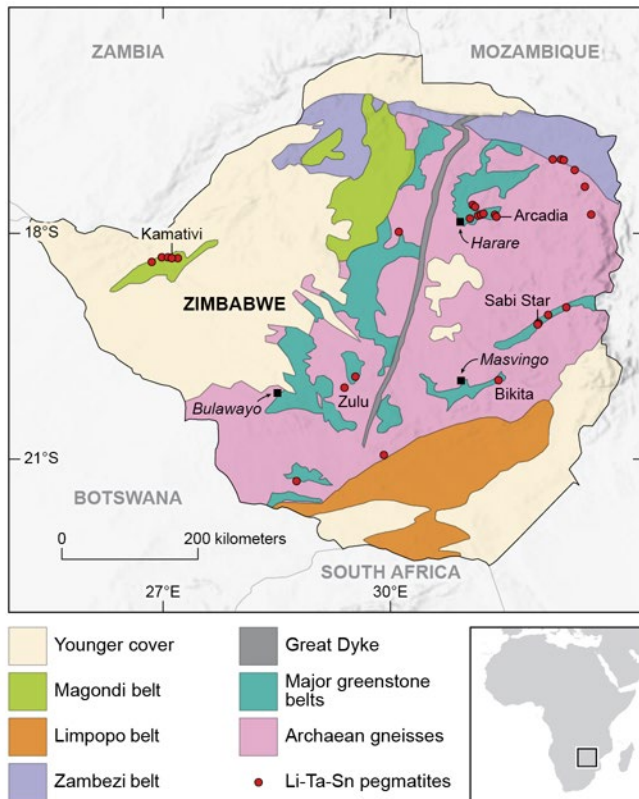 ZAMBIA
MOZAMBIQUE
18°S
Kamativi
Arcadia
Harare
ZIMBABWE
Sabi Star
Masvingo
Bulawayo
Zulu
Bikita
21°S
BOTSWANA
0
200 kilometers
SOUTH AFRICA
27°E
30°E
Younger cover
Magondi belt
Limpopo belt
Zambezi belt
Great Dyke
Major greenstone
belts
Archaean gneisses
Li-Ta-Sn pegmatites